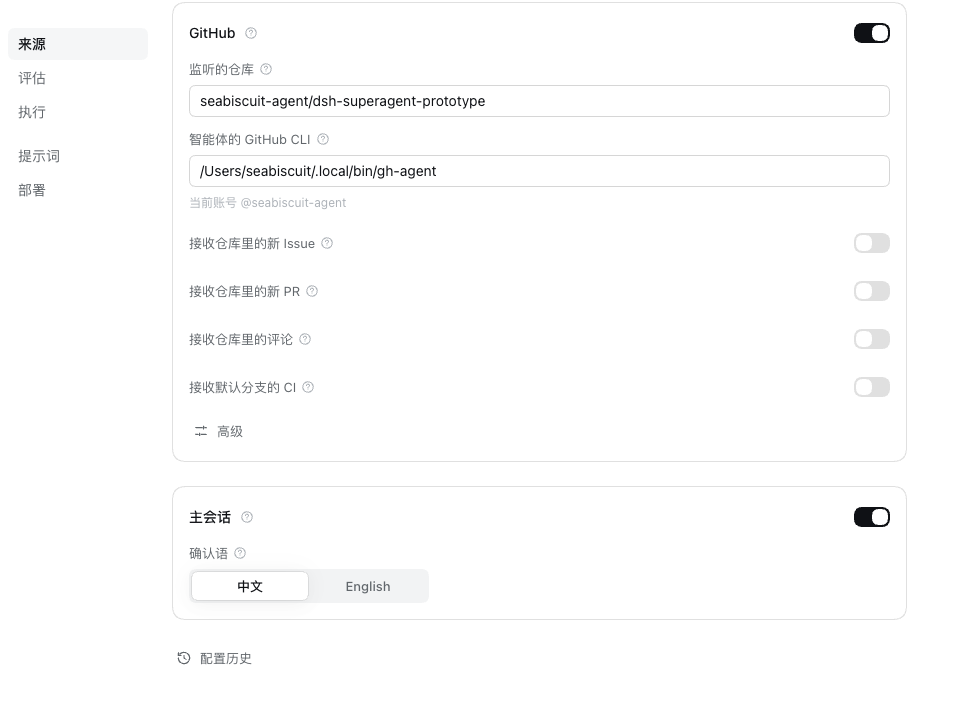 来源
评估
执行
提示词
部署
GitHub
监听的仓库
seabiscuit-agent/dsh-superagent-prototype
智能体的 GitHub CLI
/Users/seabiscuit/.local/bin/gh-agent
当前账号 @seabiscuit-agent
接收仓库里的新 Issue
接收仓库里的新 PR
接收仓库里的评论
接收默认分支的 CI
高级
主会话
确认语
中文
English
配置历史